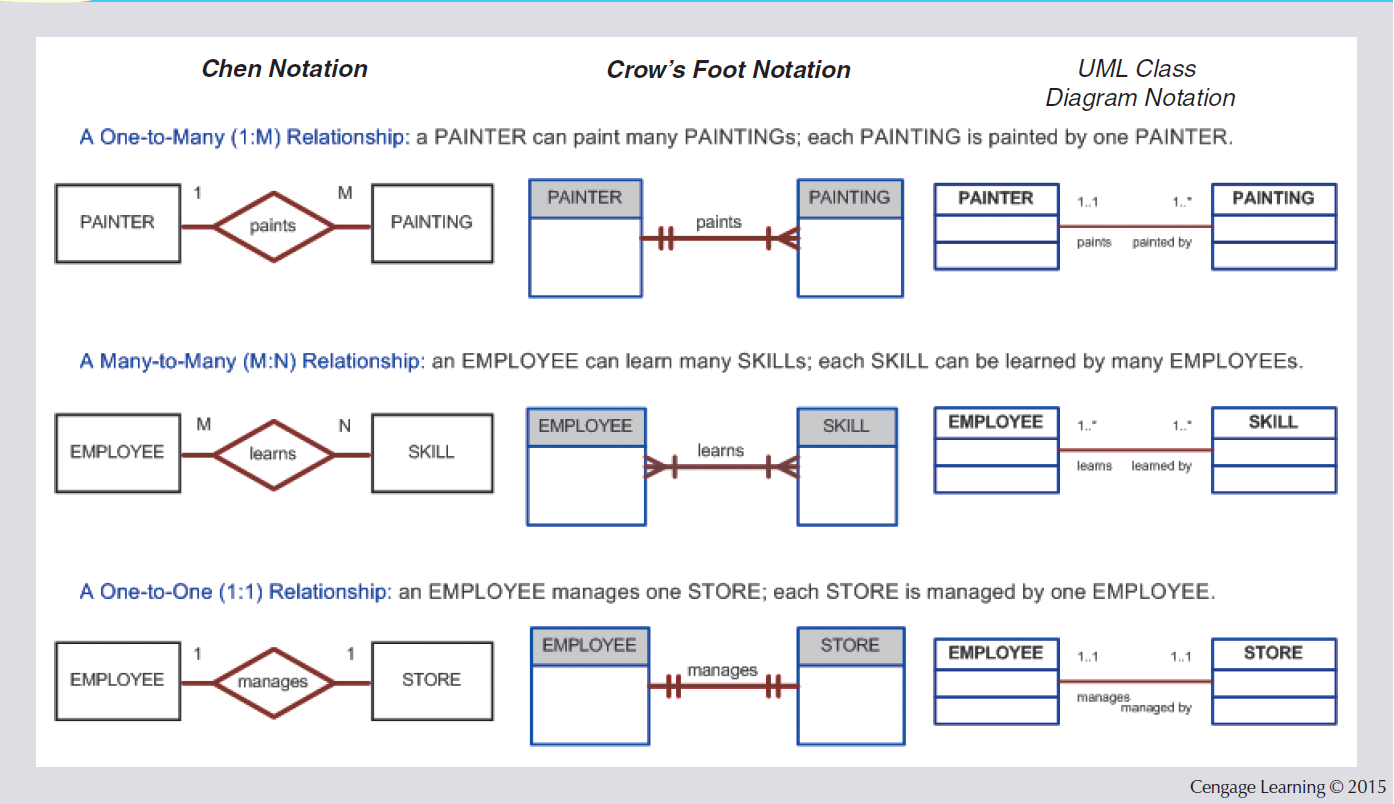 Chen Notation
Crow's Foot Notation
UML Class
Diagram Notation
A One-to-Many (1:M) Relationship: a PAINTER can paint many PAINTINGs; each PAINTING is painted by one PAINTER.
PAINTER 1 paints M PAINTING
PAINTER paints PAINTING
PAINTER 1..1 1..* PAINTING
paints painted by
A Many-to-Many (M:N) Relationship: an EMPLOYEE can learn many SKILLs; each SKILL can be learned by many EMPLOYEEs.
EMPLOYEE M learns N SKILL
EMPLOYEE learns SKILL
EMPLOYEE 1..* 1..* SKILL
learns learned by
A One-to-One (1:1) Relationship: an EMPLOYEE manages one STORE; each STORE is managed by one EMPLOYEE.
EMPLOYEE 1 manages 1 STORE
EMPLOYEE manages STORE
EMPLOYEE 1..1 1..1 STORE
manages
managed by
Cengage Learning © 2015